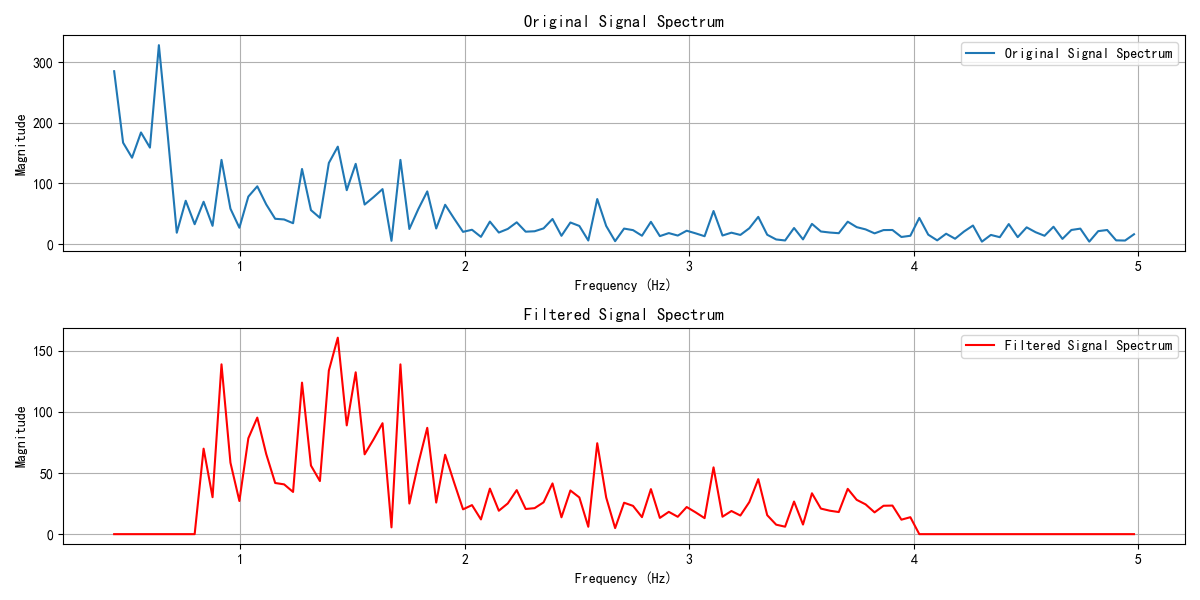 Original Signal Spectrum
Original Signal Spectrum
Magnitude
300
200
100
0
1
2
3
4
5
Frequency (Hz)
Filtered Signal Spectrum
Filtered Signal Spectrum
Magnitude
150
100
50
0
1
2
3
4
5
Frequency (Hz)